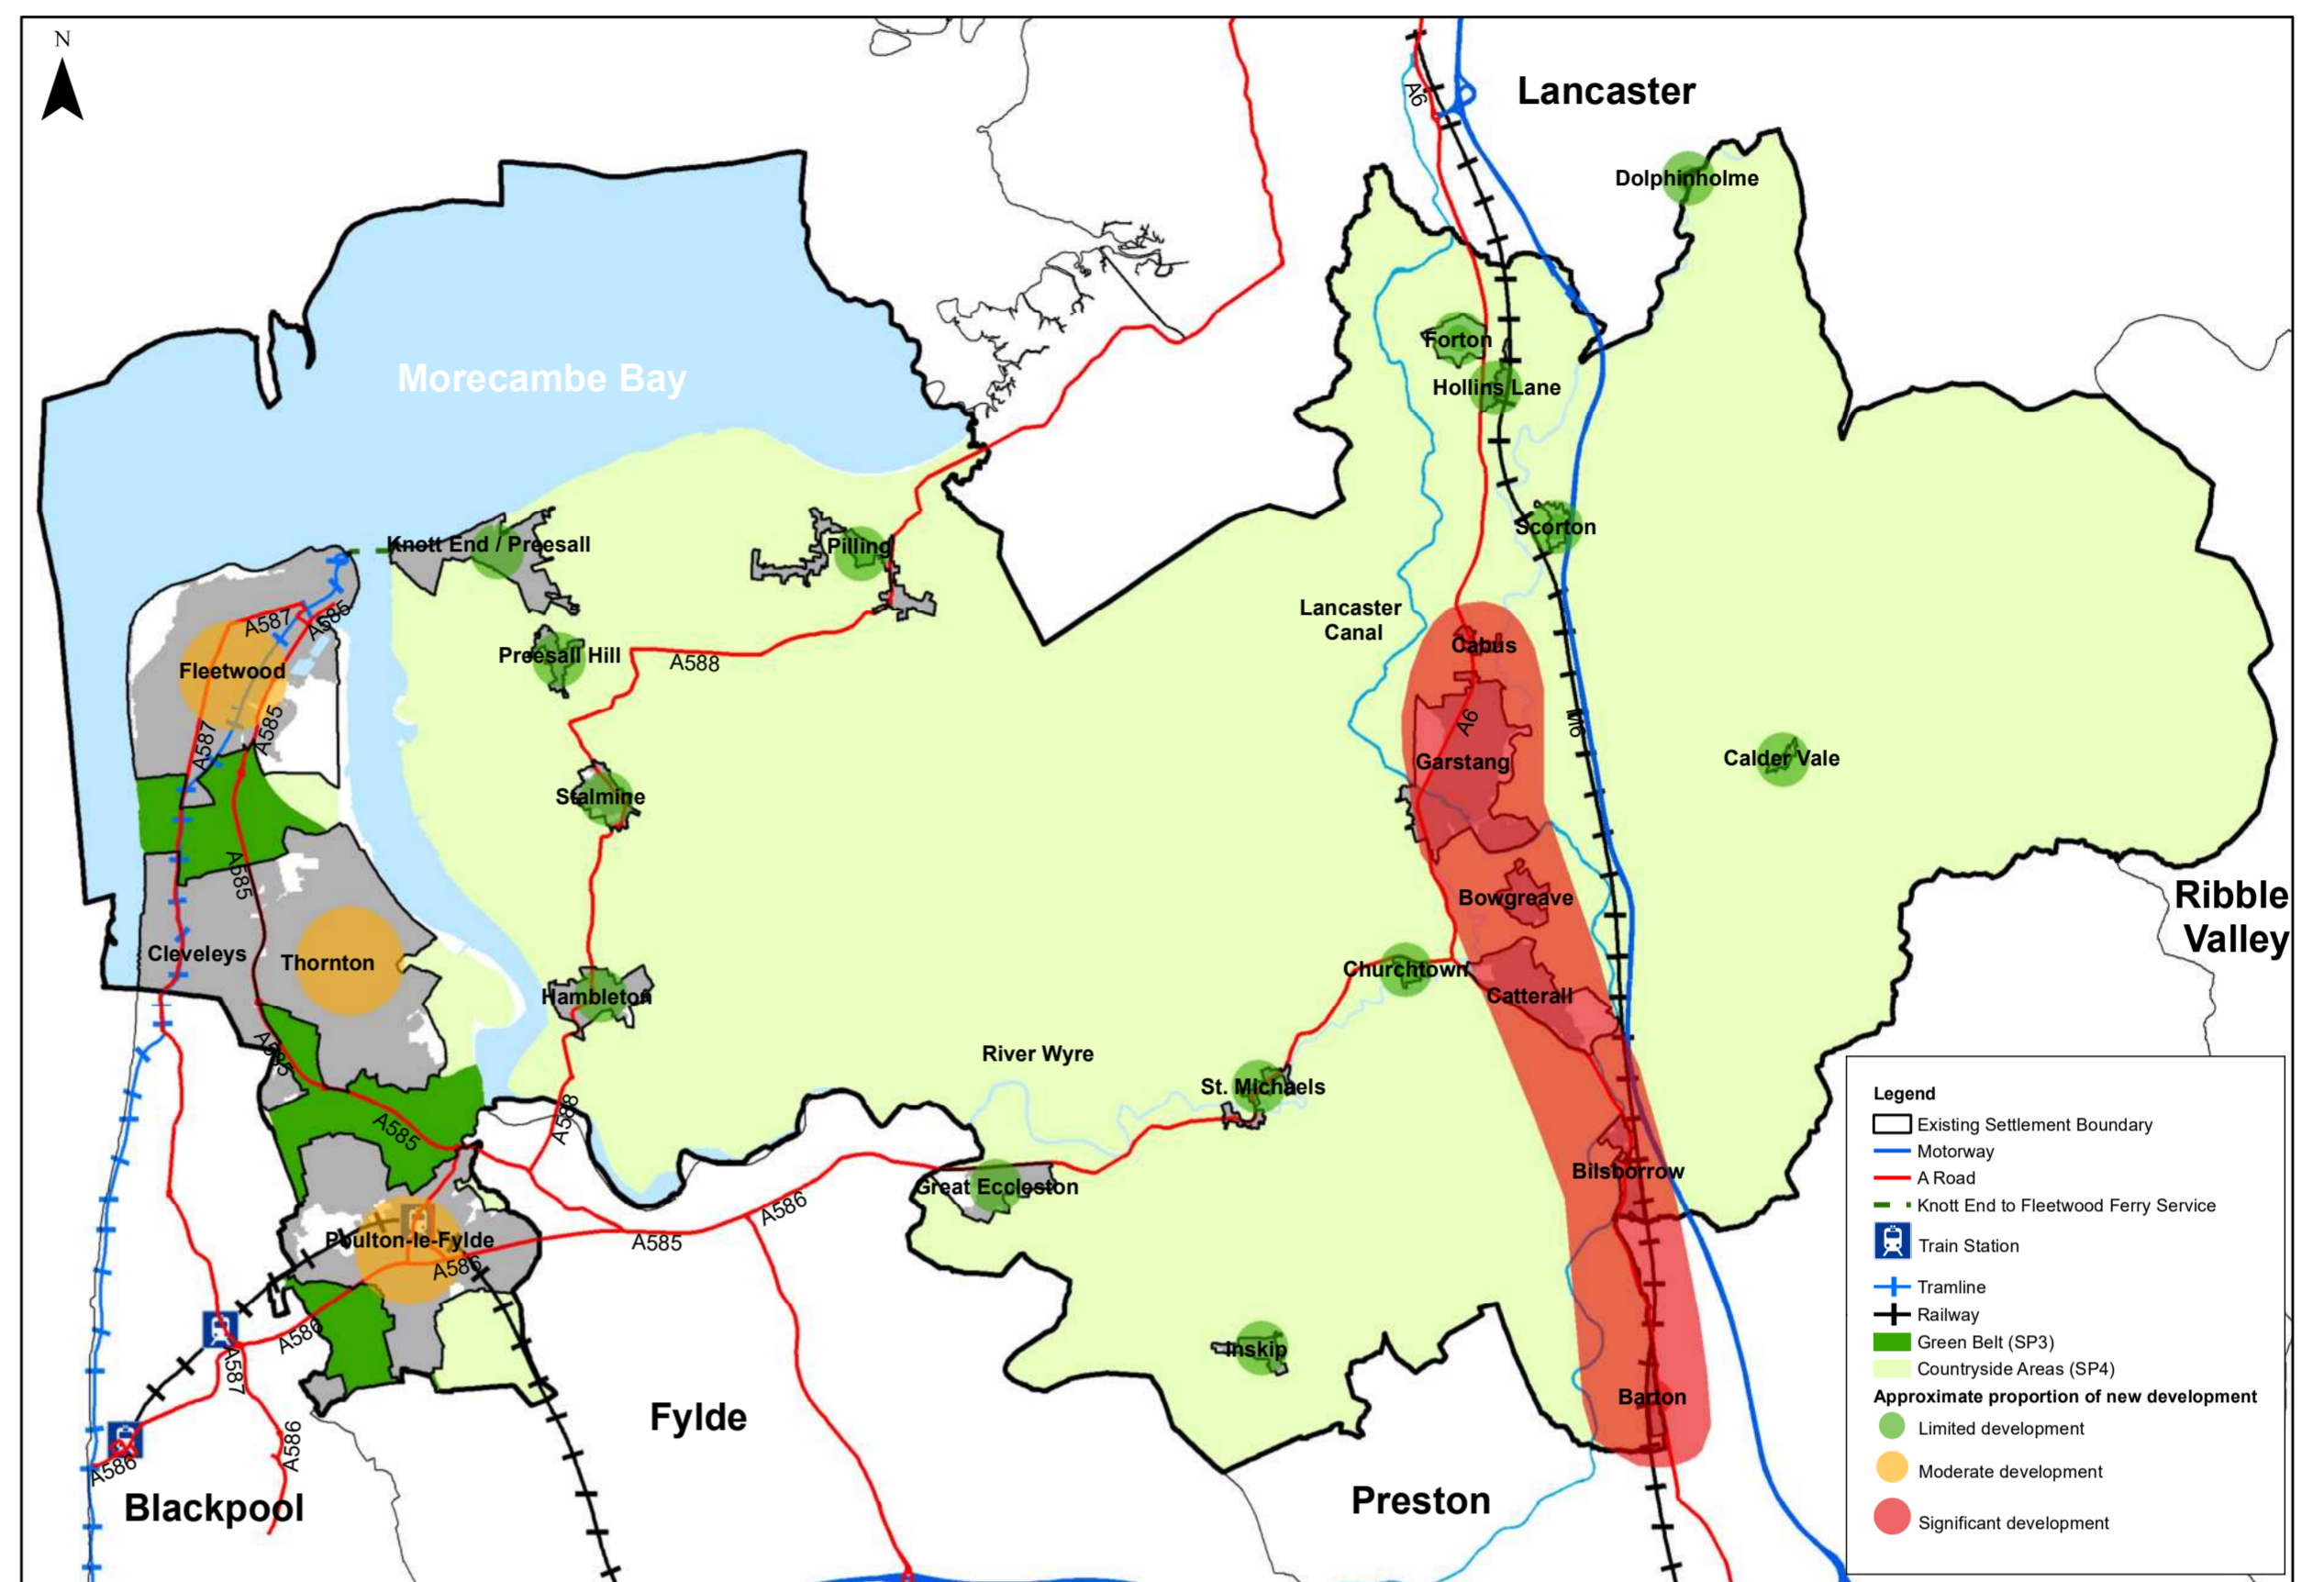 N
Lancaster
A6
Dolphinholme
Forton
Morecambe Bay
Hollins Lane
Scorton
Knott End / Preesall
Pilling
A587
A585
Lancaster
Canal
Cabus
Preesall Hill
A588
Fleetwood
A587
A585
A6
M6
Garstang
Calder Vale
Stalmine
A585
Bowgreave
Ribble
Valley
Cleveleys
Thornton
Churchtown
Hambleton
Catterall
A585
River Wyre
St. Michaels
A588
A585
Bilsborrow
Great Eccleston
A586
Poulton-le-Fylde
A585
A586
A586
Inskip
A587
Barton
Fylde
A586
A586
Blackpool
Preston
Legend
Existing Settlement Boundary
Motorway
A Road
Knott End to Fleetwood Ferry Service
Train Station
Tramline
Railway
Green Belt (SP3)
Countryside Areas (SP4)
Approximate proportion of new development
Limited development
Moderate development
Significant development